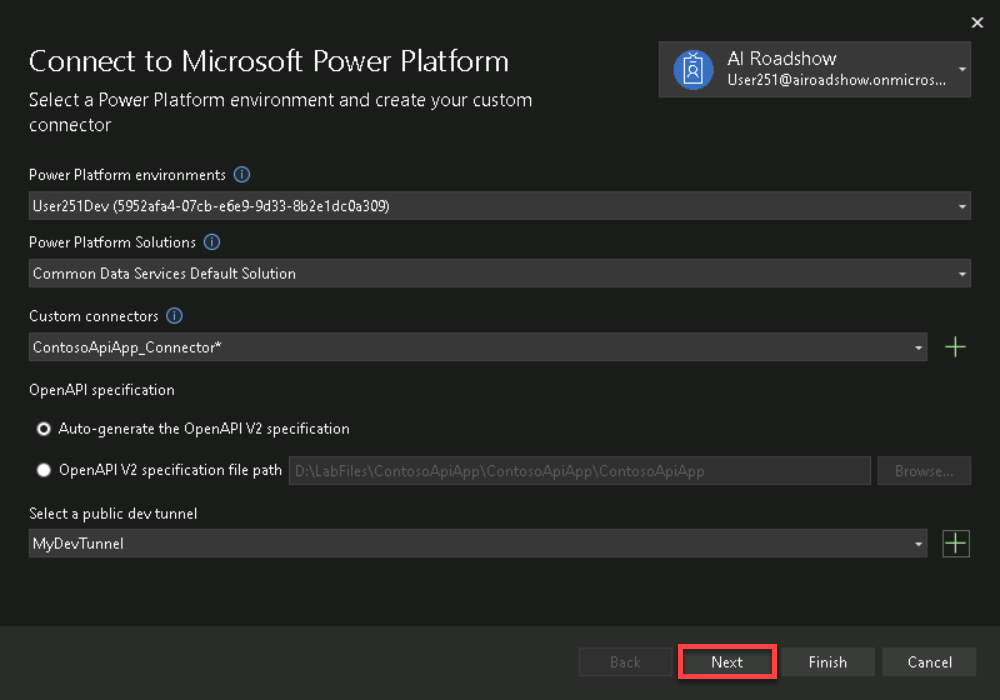 Connect to Microsoft Power Platform
Select a Power Platform environment and create your custom
connector
AI Roadshow
User251@airoadshow.onmicros...
Power Platform environments
User251Dev (5952afa4-07cb-e6e9-9d33-8b2e1dc0a309)
Power Platform Solutions
Common Data Services Default Solution
Custom connectors
ContosoApiApp_Connector*
OpenAPI specification
Auto-generate the OpenAPI V2 specification
OpenAPI V2 specification file path
D:\LabFiles\ContosoApiApp\ContosoApiApp\ContosoApiApp
Browse...
Select a public dev tunnel
MyDevTunnel
Back
Next
Finish
Cancel